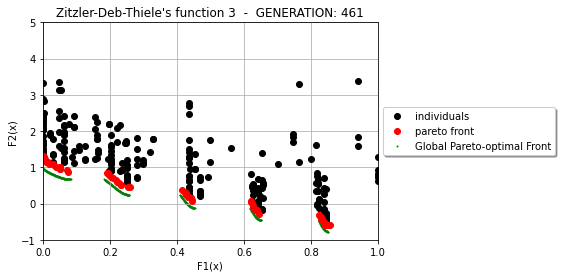 Zitzler-Deb-Thiele's function 3 - GENERATION: 461
5
4
3
2
1
0
−1
F2(x)
0.0 0.2 0.4 0.6 0.8 1.0
F1(x)
individuals
pareto front
Global Pareto-optimal Front